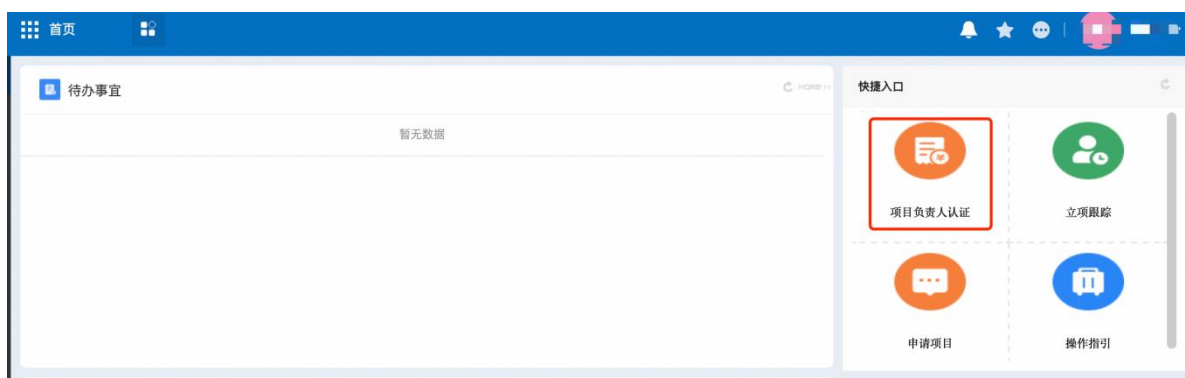 首页
待办事宜
MORE >>
暂无数据
快捷入口
项目负责人认证
立项跟踪
申请项目
操作指引